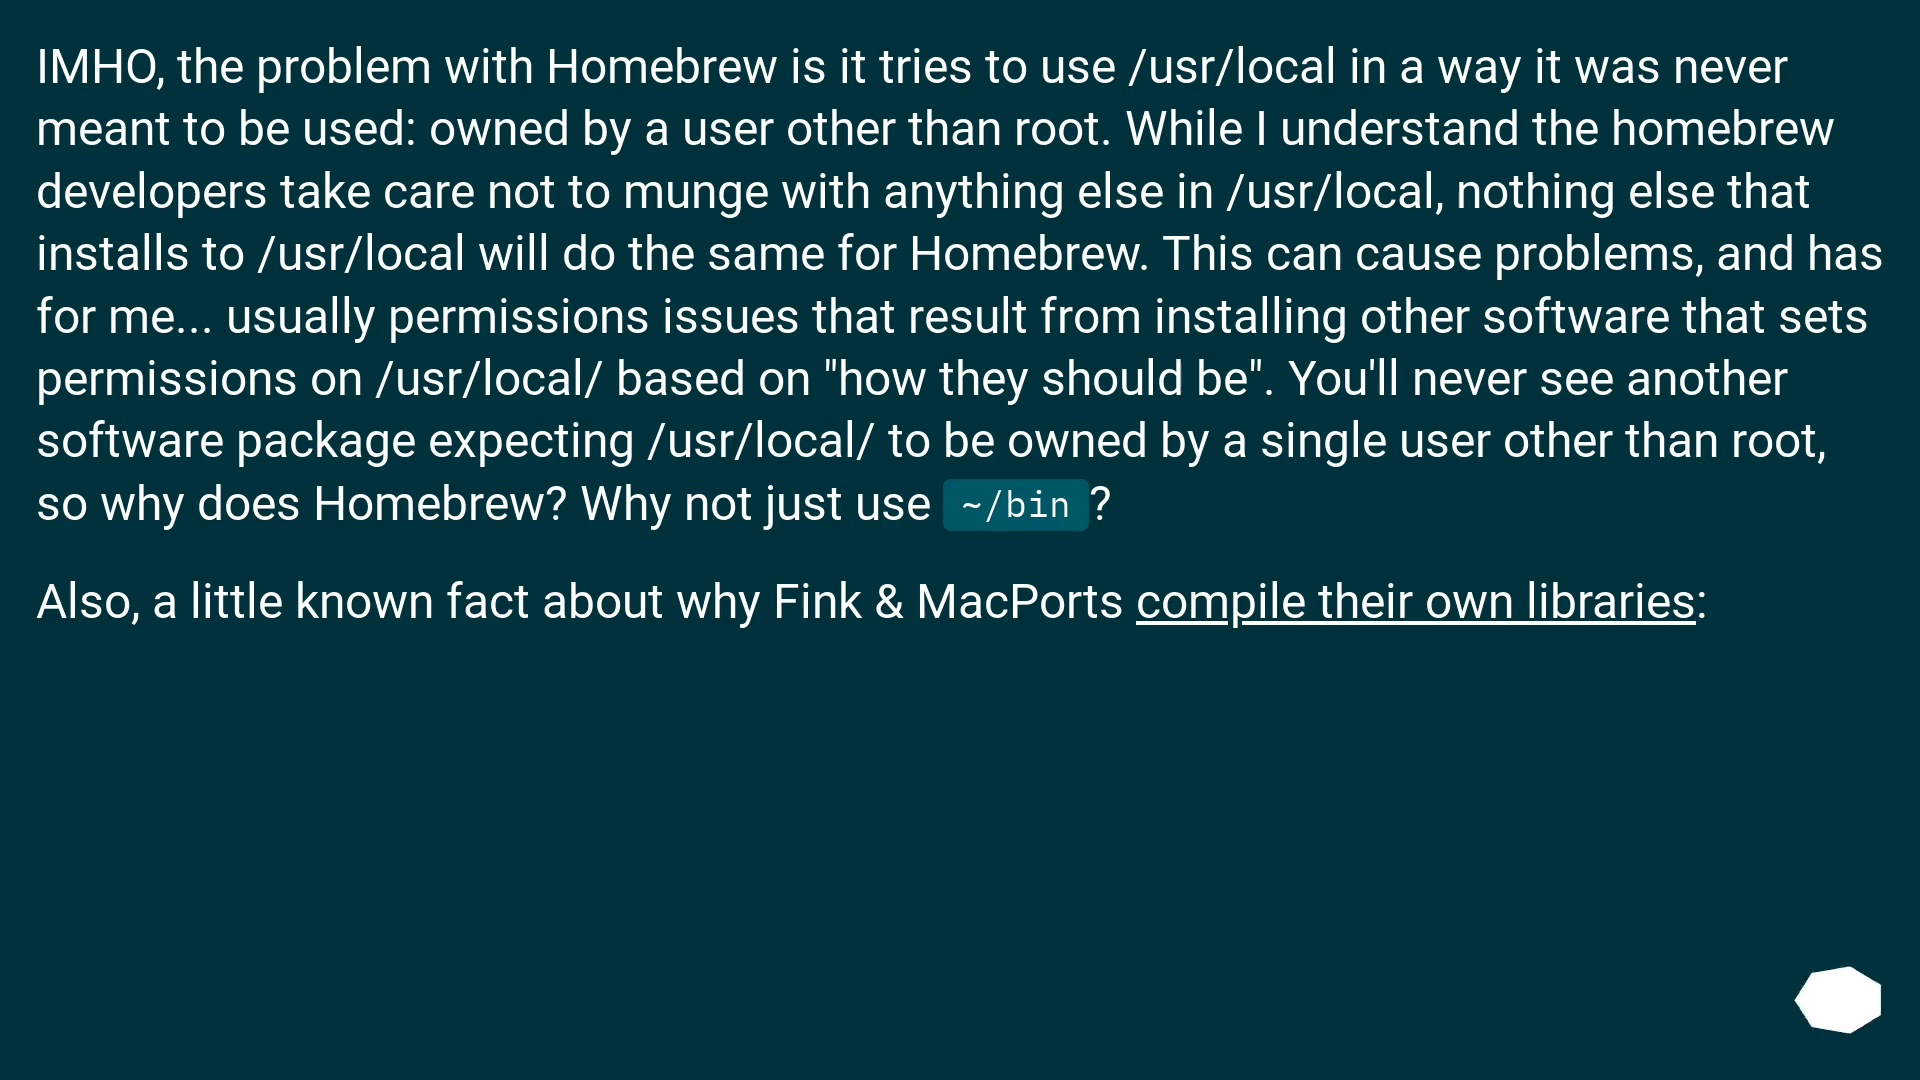 IMHO, the problem with Homebrew is it tries to use /usr/local in a way it was never
meant to be used: owned by a user other than root. While I understand the homebrew
developers take care not to munge with anything else in /usr/local, nothing else that
installs to /usr/local will do the same for Homebrew. This can cause problems, and has
for me... usually permissions issues that result from installing other software that sets
permissions on /usr/local/ based on "how they should be". You'll never see another
software package expecting /usr/local/ to be owned by a single user other than root,
so why does Homebrew? Why not just use ~/bin?
Also, a little known fact about why Fink & MacPorts compile their own libraries: